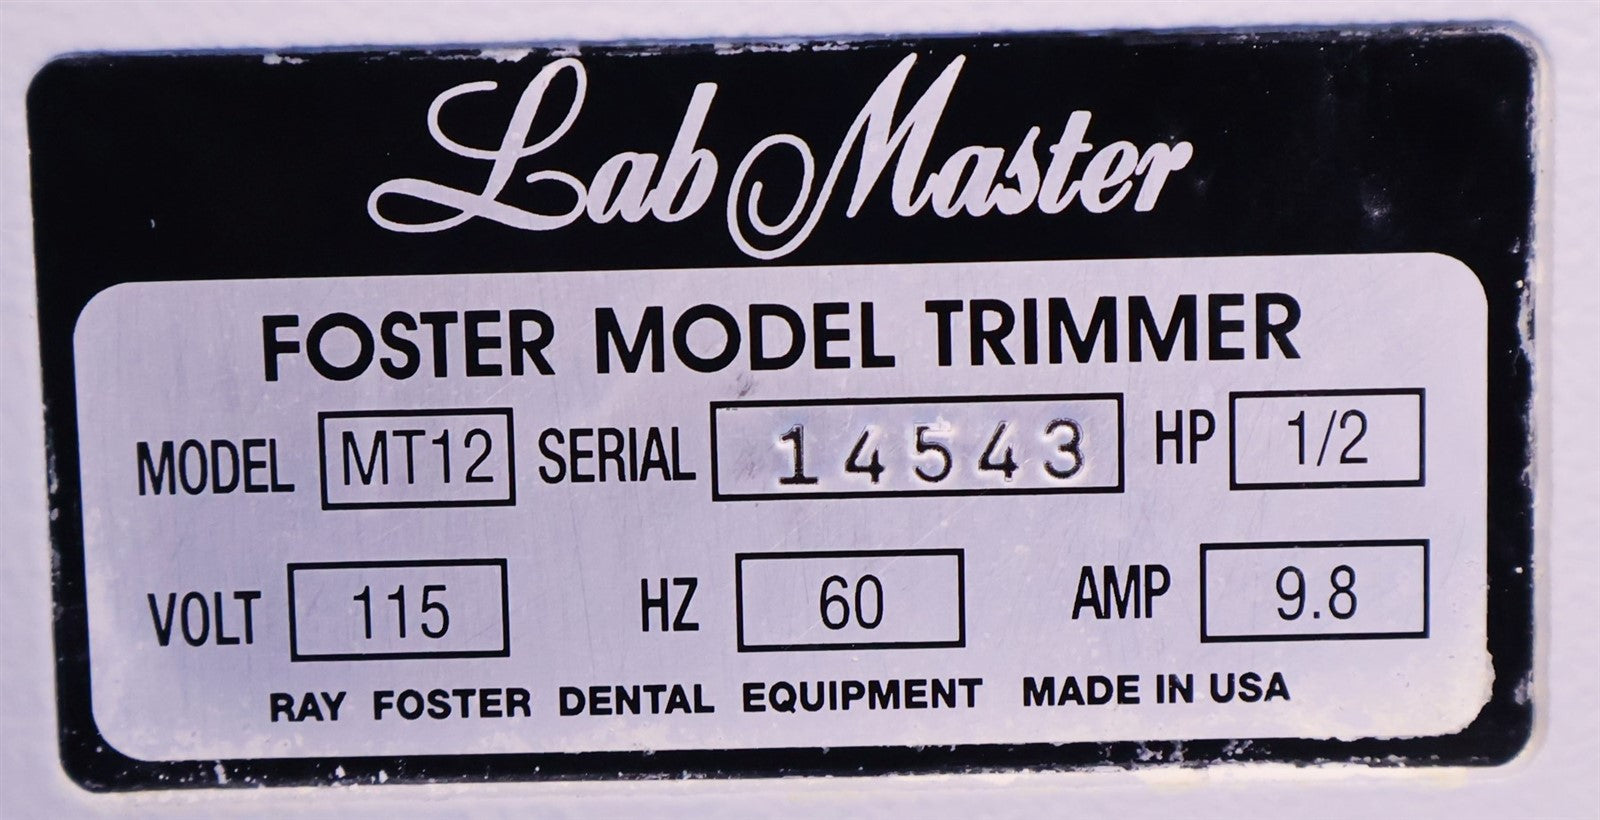 Lab Master
FOSTER MODEL TRIMMER
MODEL MT12 SERIAL 14543 HP 1/2
VOLT 115 HZ 60 AMP 9.8
RAY FOSTER DENTAL EQUIPMENT MADE IN USA